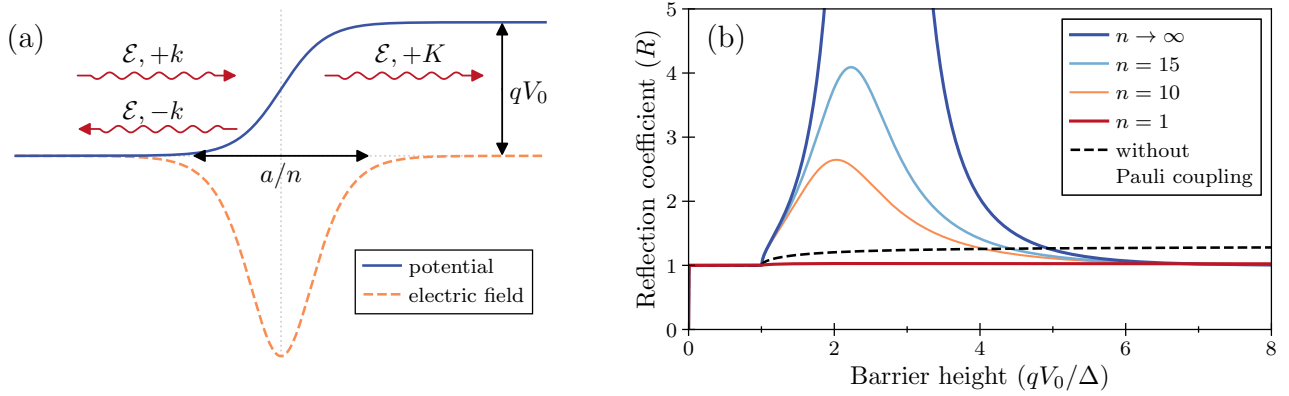 (a)
ℰ, +k
ℰ, +K
ℰ, −k
qV₀
a/n
potential
electric field
(b)
Reflection coefficient (R)
5
4
3
2
1
0
n → ∞
n = 15
n = 10
n = 1
without
Pauli coupling
0 2 4 6 8
Barrier height (qV₀/Δ)